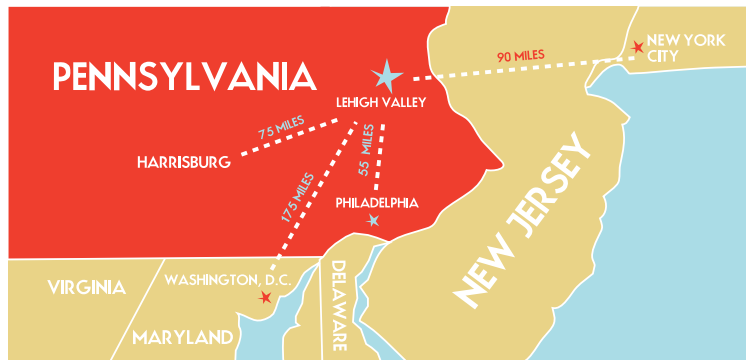 PENNSYLVANIA
90 MILES
NEW YORK
CITY
LEHIGH VALLEY
75 MILES
HARRISBURG
55 MILES
175 MILES
PHILADELPHIA
NEW JERSEY
VIRGINIA
WASHINGTON, D.C.
DELAWARE
MARYLAND